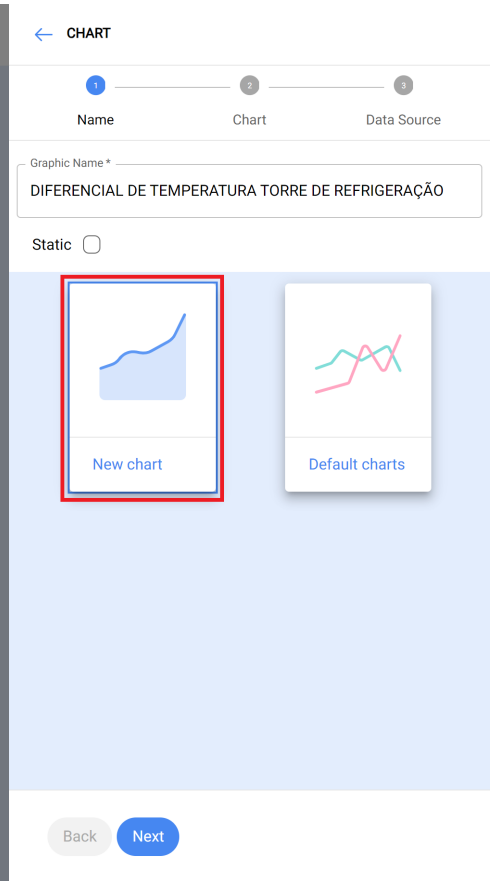 CHART
1 2 3
Name Chart Data Source
Graphic Name *
DIFERENCIAL DE TEMPERATURA TORRE DE REFRIGERAÇÃO
Static
New chart Default charts
Back Next